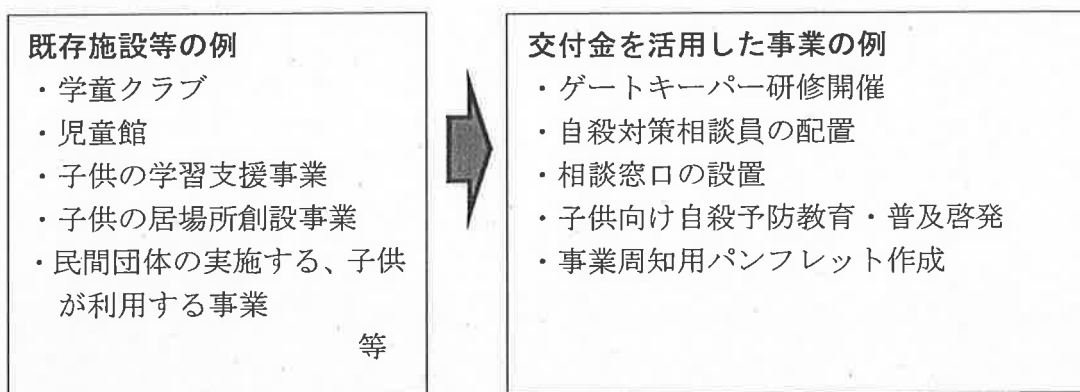 既存施設等の例
・学童クラブ
・児童館
・子供の学習支援事業
・子供の居場所創設事業
・民間団体の実施する、子供
が利用する事業
等
交付金を活用した事業の例
・ゲートキーパー研修開催
・自殺対策相談員の配置
・相談窓口の設置
・子供向け自殺予防教育・普及啓発
・事業周知用パンフレット作成